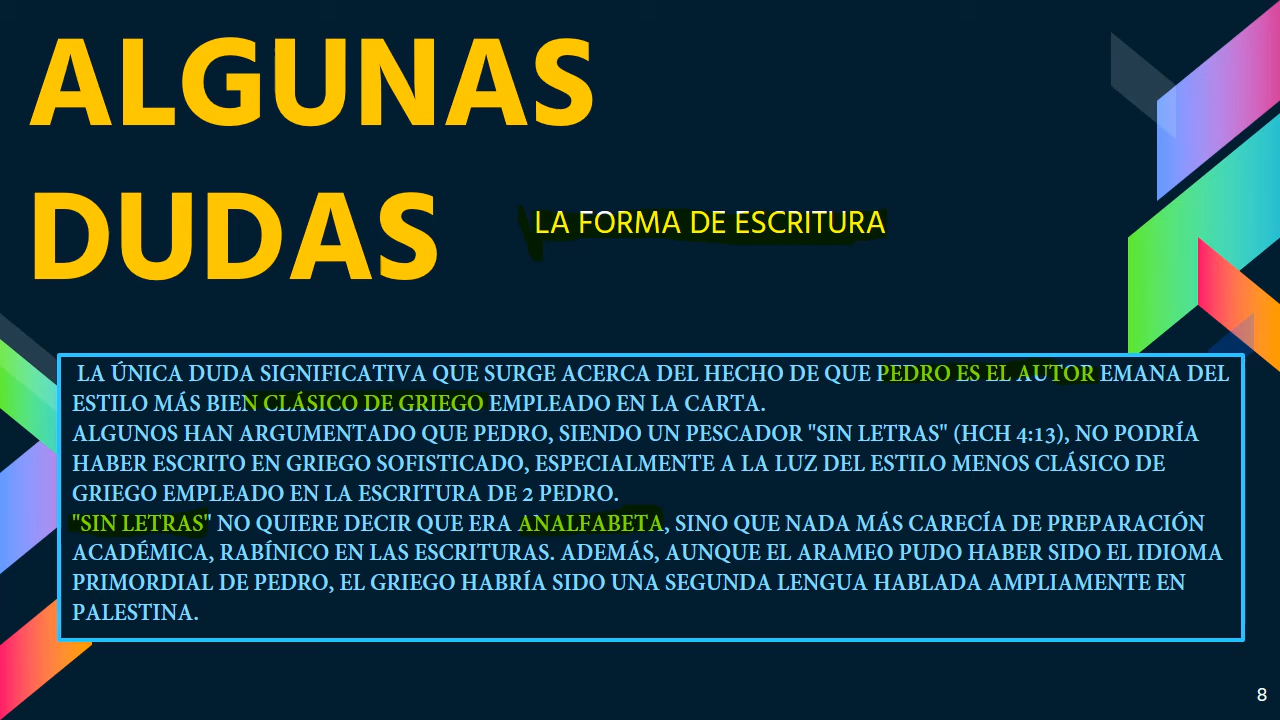 ALGUNAS
DUDAS
LA FORMA DE ESCRITURA
LA ÚNICA DUDA SIGNIFICATIVA QUE SURGE ACERCA DEL HECHO DE QUE PEDRO ES EL AUTOR EMANA DEL
ESTILO MÁS BIEN CLÁSICO DE GRIEGO EMPLEADO EN LA CARTA.
ALGUNOS HAN ARGUMENTADO QUE PEDRO, SIENDO UN PESCADOR "SIN LETRAS" (HCH 4:13), NO PODRÍA
HABER ESCRITO EN GRIEGO SOFISTICADO, ESPECIALMENTE A LA LUZ DEL ESTILO MENOS CLÁSICO DE
GRIEGO EMPLEADO EN LA ESCRITURA DE 2 PEDRO.
"SIN LETRAS" NO QUIERE DECIR QUE ERA ANALFABETA, SINO QUE NADA MÁS CARECÍA DE PREPARACIÓN
ACADÉMICA, RABÍNICO EN LAS ESCRITURAS. ADEMÁS, AUNQUE EL ARAMEO PUDO HABER SIDO EL IDIOMA
PRIMORDIAL DE PEDRO, EL GRIEGO HABRÍA SIDO UNA SEGUNDA LENGUA HABLADA AMPLIAMENTE EN
PALESTINA.
8